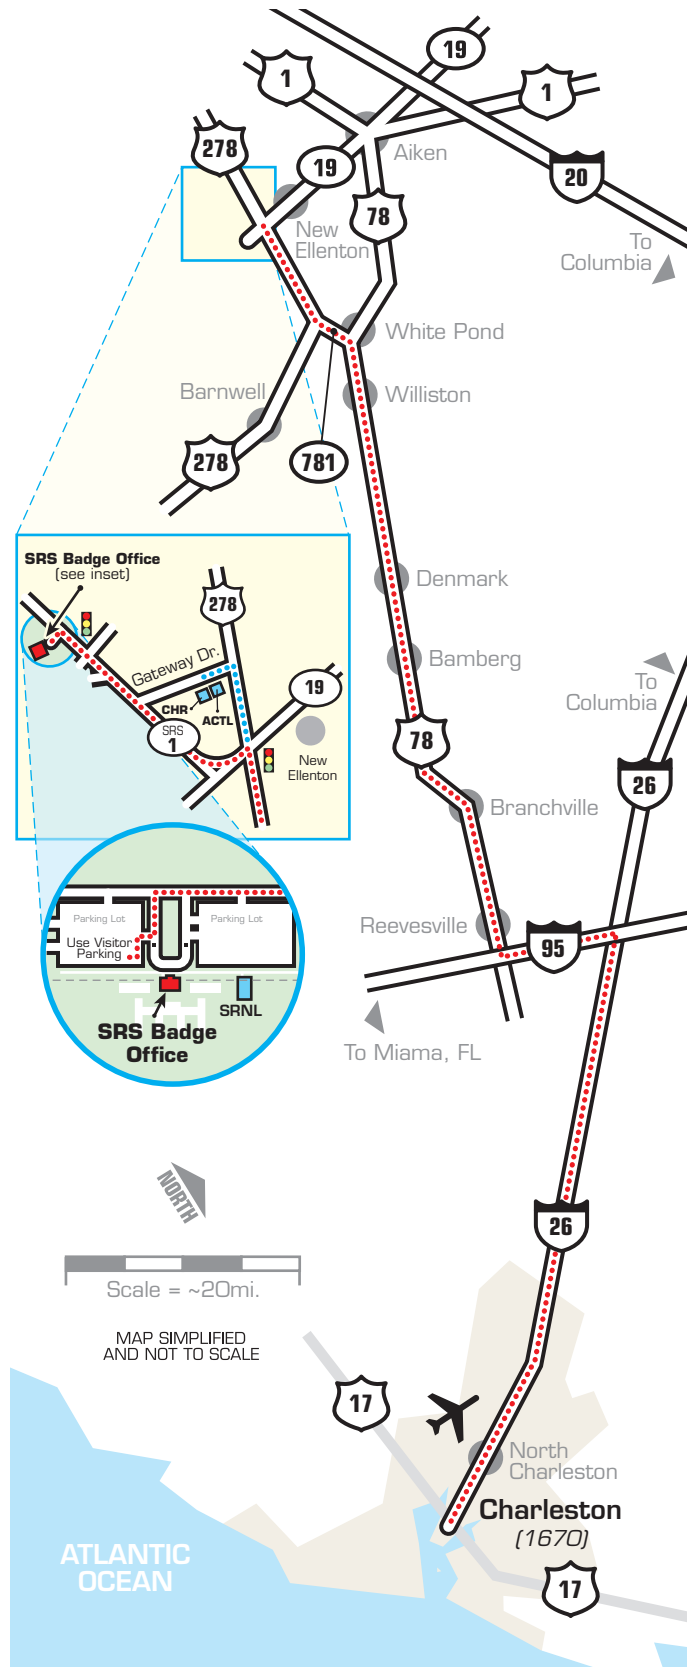 19
1
1
278
Aiken
19
20
78
New
Ellenton
To
Columbia
White Pond
Barnwell
Williston
278
781
SRS Badge Office
(see inset)
Denmark
278
Gateway Dr.
Bamberg
To
Columbia
19
CHR
ACTL
SRS
1
78
New
Ellenton
26
Branchville
Parking Lot
Parking Lot
Reevesville
Use Visitor
Parking
95
SRNL
SRS Badge
Office
To Miama, FL
NORTH
26
Scale = ~20mi.
MAP SIMPLIFIED
AND NOT TO SCALE
17
North
Charleston
Charleston
(1670)
ATLANTIC
OCEAN
17